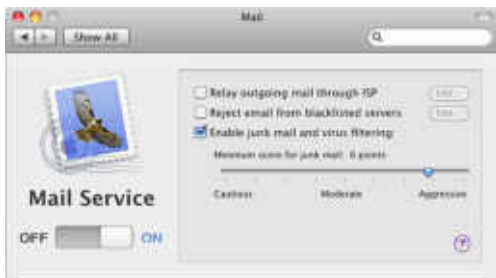 Mail
Show All
Relay outgoing mail through ISP
Edit...
Reject email from blacklisted servers
Edit...
Enable junk mail and virus filtering
Minimum score for junk mail: 6 points
Cautious
Moderate
Aggressive
Mail Service
OFF
ON
?